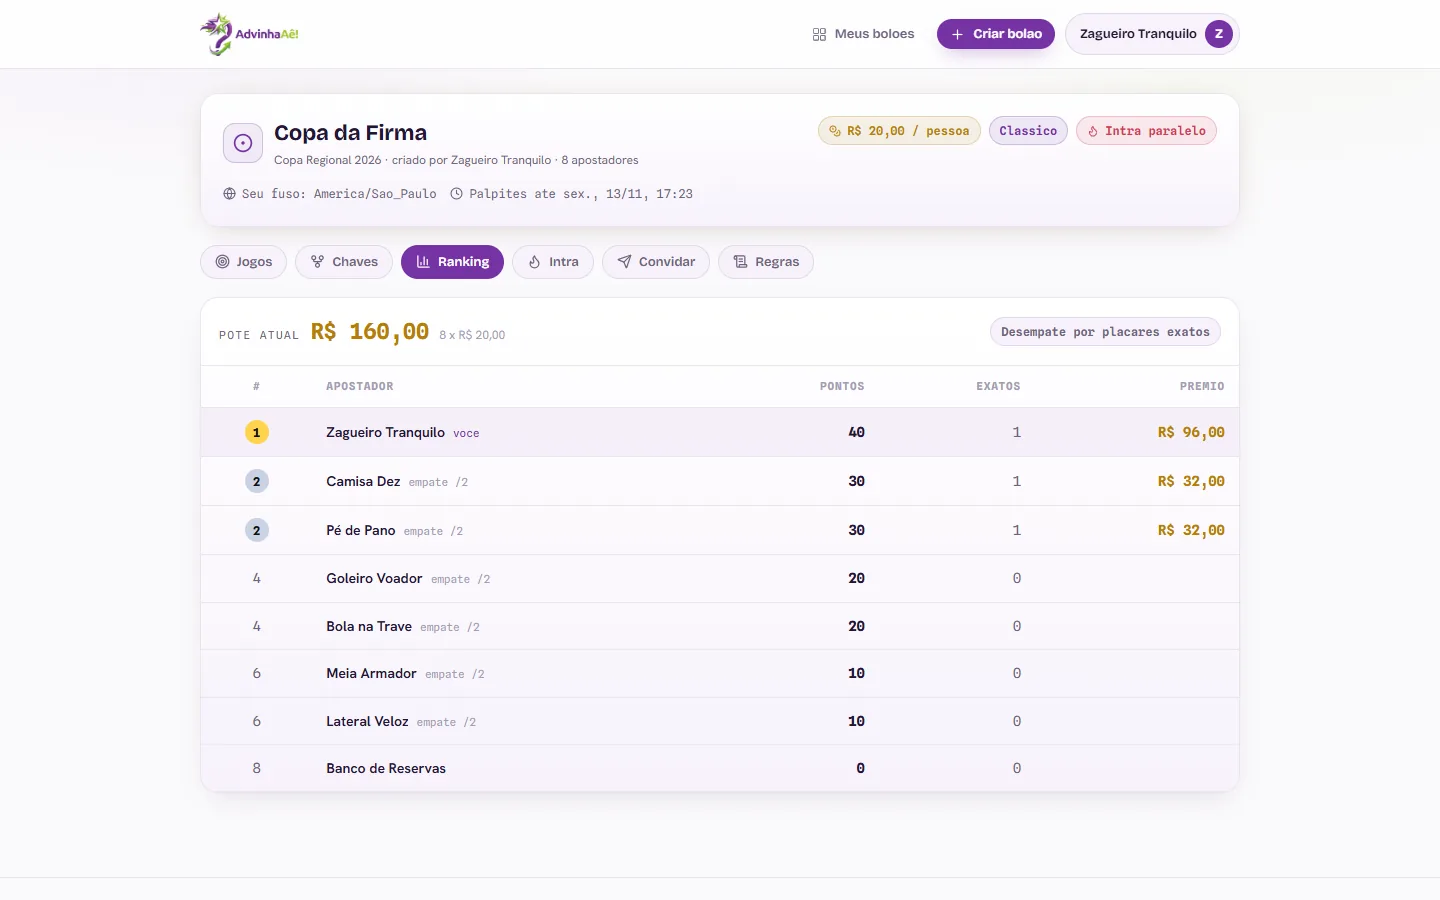 AdvinhaAê!
Meus boloes
Criar bolao
Zagueiro Tranquilo Z
Copa da Firma
R$ 20,00 / pessoa
Classico
Intra paralelo
Copa Regional 2026 · criado por Zagueiro Tranquilo · 8 apostadores
Seu fuso: America/Sao_Paulo
Palpites ate sex., 13/11, 17:23
Jogos
Chaves
Ranking
Intra
Convidar
Regras
POTE ATUAL R$ 160,00 8 x R$ 20,00
Desempate por placares exatos
# APOSTADOR PONTOS EXATOS PREMIO
1 Zagueiro Tranquilo voce 40 1 R$ 96,00
2 Camisa Dez empate /2 30 1 R$ 32,00
2 Pé de Pano empate /2 30 1 R$ 32,00
4 Goleiro Voador empate /2 20 0
4 Bola na Trave empate /2 20 0
6 Meia Armador empate /2 10 0
6 Lateral Veloz empate /2 10 0
8 Banco de Reservas 0 0